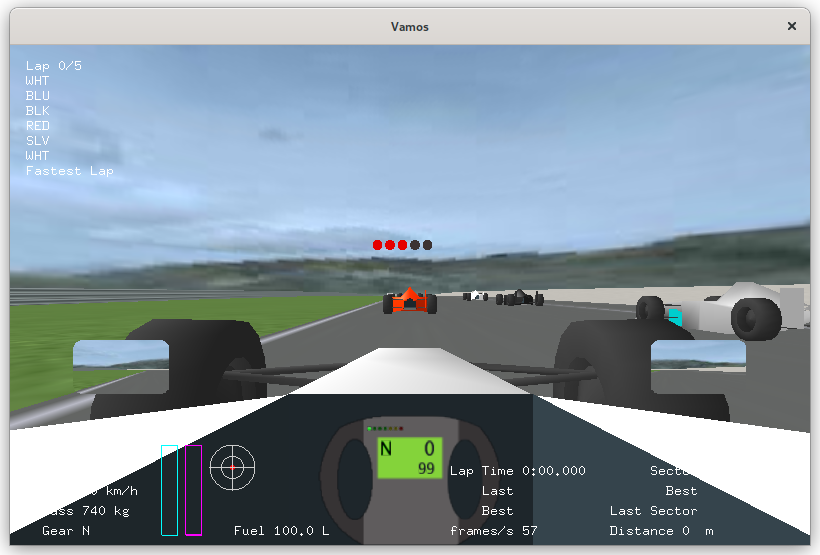 Vamos
Lap 0/5
WHT
BLU
BLK
RED
SLV
WHT
Fastest Lap
N 0
99
Lap Time 0:00.000
km/h
Last
Best
740 kg
Best
Last Sector
Gear N
Fuel 100.0 L
frames/s 57
Distance 0 m